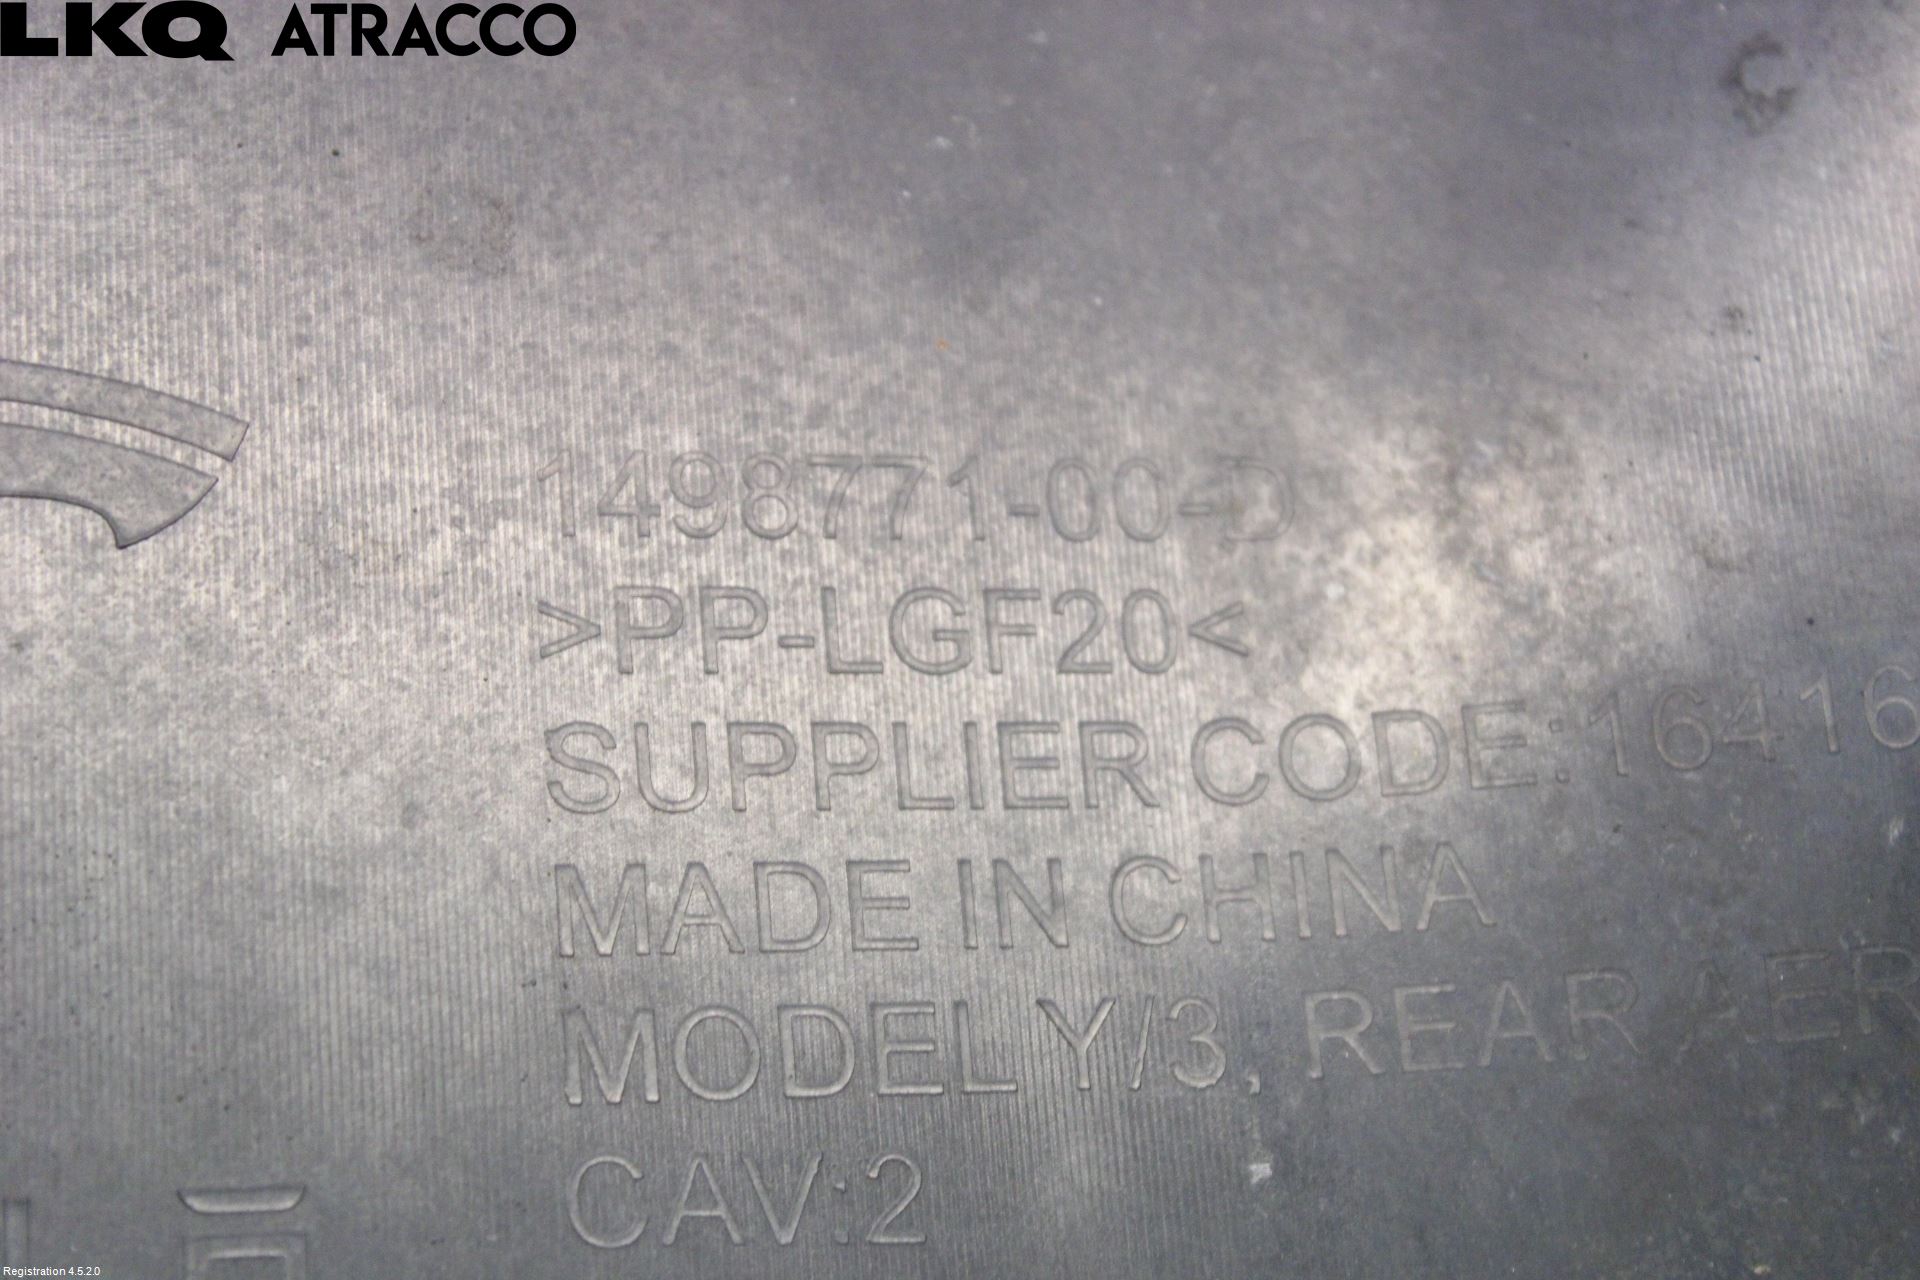 LKQ ATRACCO
1498771-00-D
>PP-LGF20<
SUPPLIER CODE:16416
MADE IN CHINA
MODEL Y/3, REAR AER
CAV:2
Registration 4.5.2.0